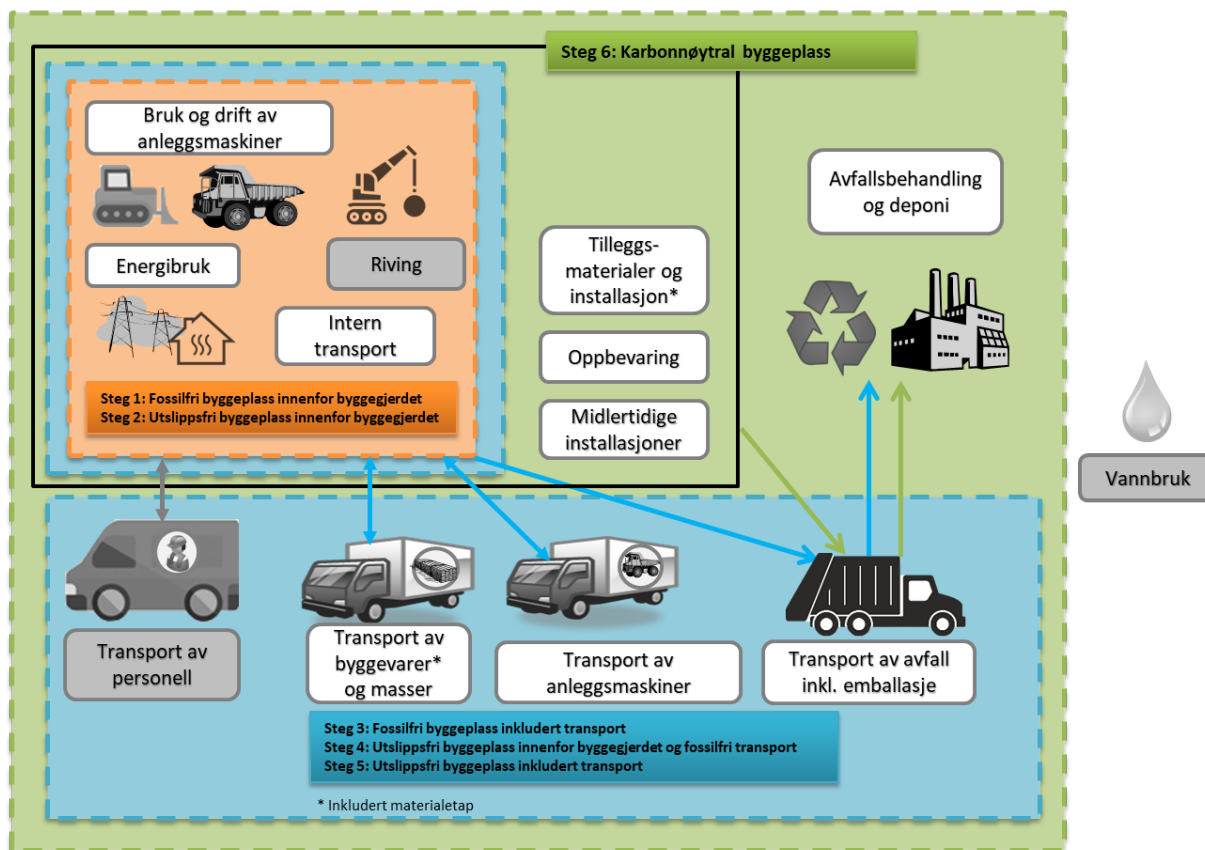 Steg 6: Karbonnøytral byggeplass
Bruk og drift av
anleggsmaskiner
Energibruk
Riving
Intern
transport
Steg 1: Fossilfri byggeplass innenfor byggegjerdet
Steg 2: Utslippsfri byggeplass innenfor byggegjerdet
Tilleggs-
materialer og
installasjon*
Oppbevaring
Midlertidige
installasjoner
Avfallsbehandling
og deponi
Vannbruk
Transport av
personell
Transport av
byggevarer*
og masser
Transport av
anleggsmaskiner
Transport av avfall
inkl. emballasje
Steg 3: Fossilfri byggeplass inkludert transport
Steg 4: Utslippsfri byggeplass innenfor byggegjerdet og fossilfri transport
Steg 5: Utslippsfri byggeplass inkludert transport
* Inkludert materialetap